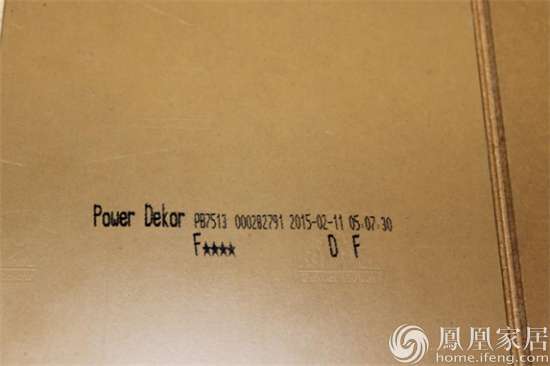 Power Dekor PB7513 000282791 2015-02-11 05:07:30
F★★★★ D F
鳳凰家居
home.ifeng.com